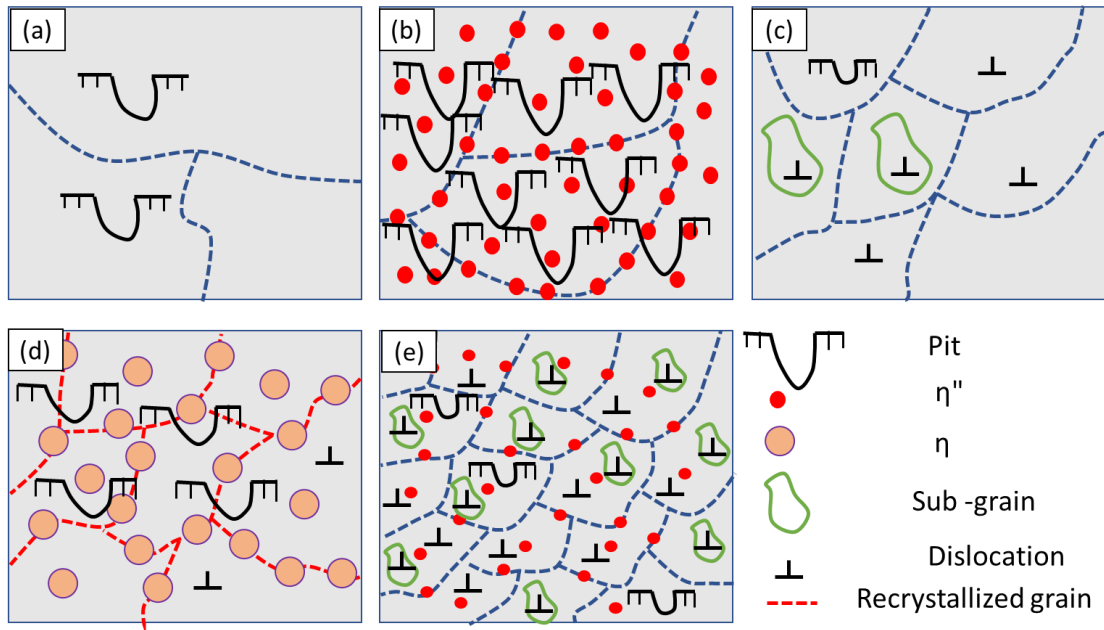 (a)
(b)
(c)
(d)
(e)
Pit
η"
η
Sub -grain
Dislocation
Recrystallized grain